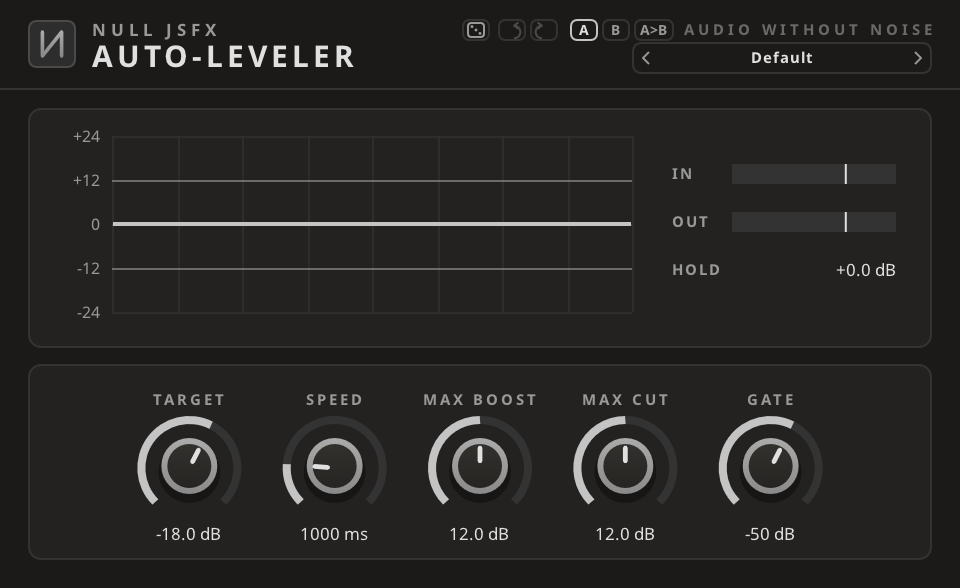 NULL JSFX
AUTO-LEVELER
A B A>B AUDIO WITHOUT NOISE
Default
+24
+12
0
-12
-24
IN
OUT
HOLD +0.0 dB
TARGET SPEED MAX BOOST MAX CUT GATE
-18.0 dB 1000 ms 12.0 dB 12.0 dB -50 dB